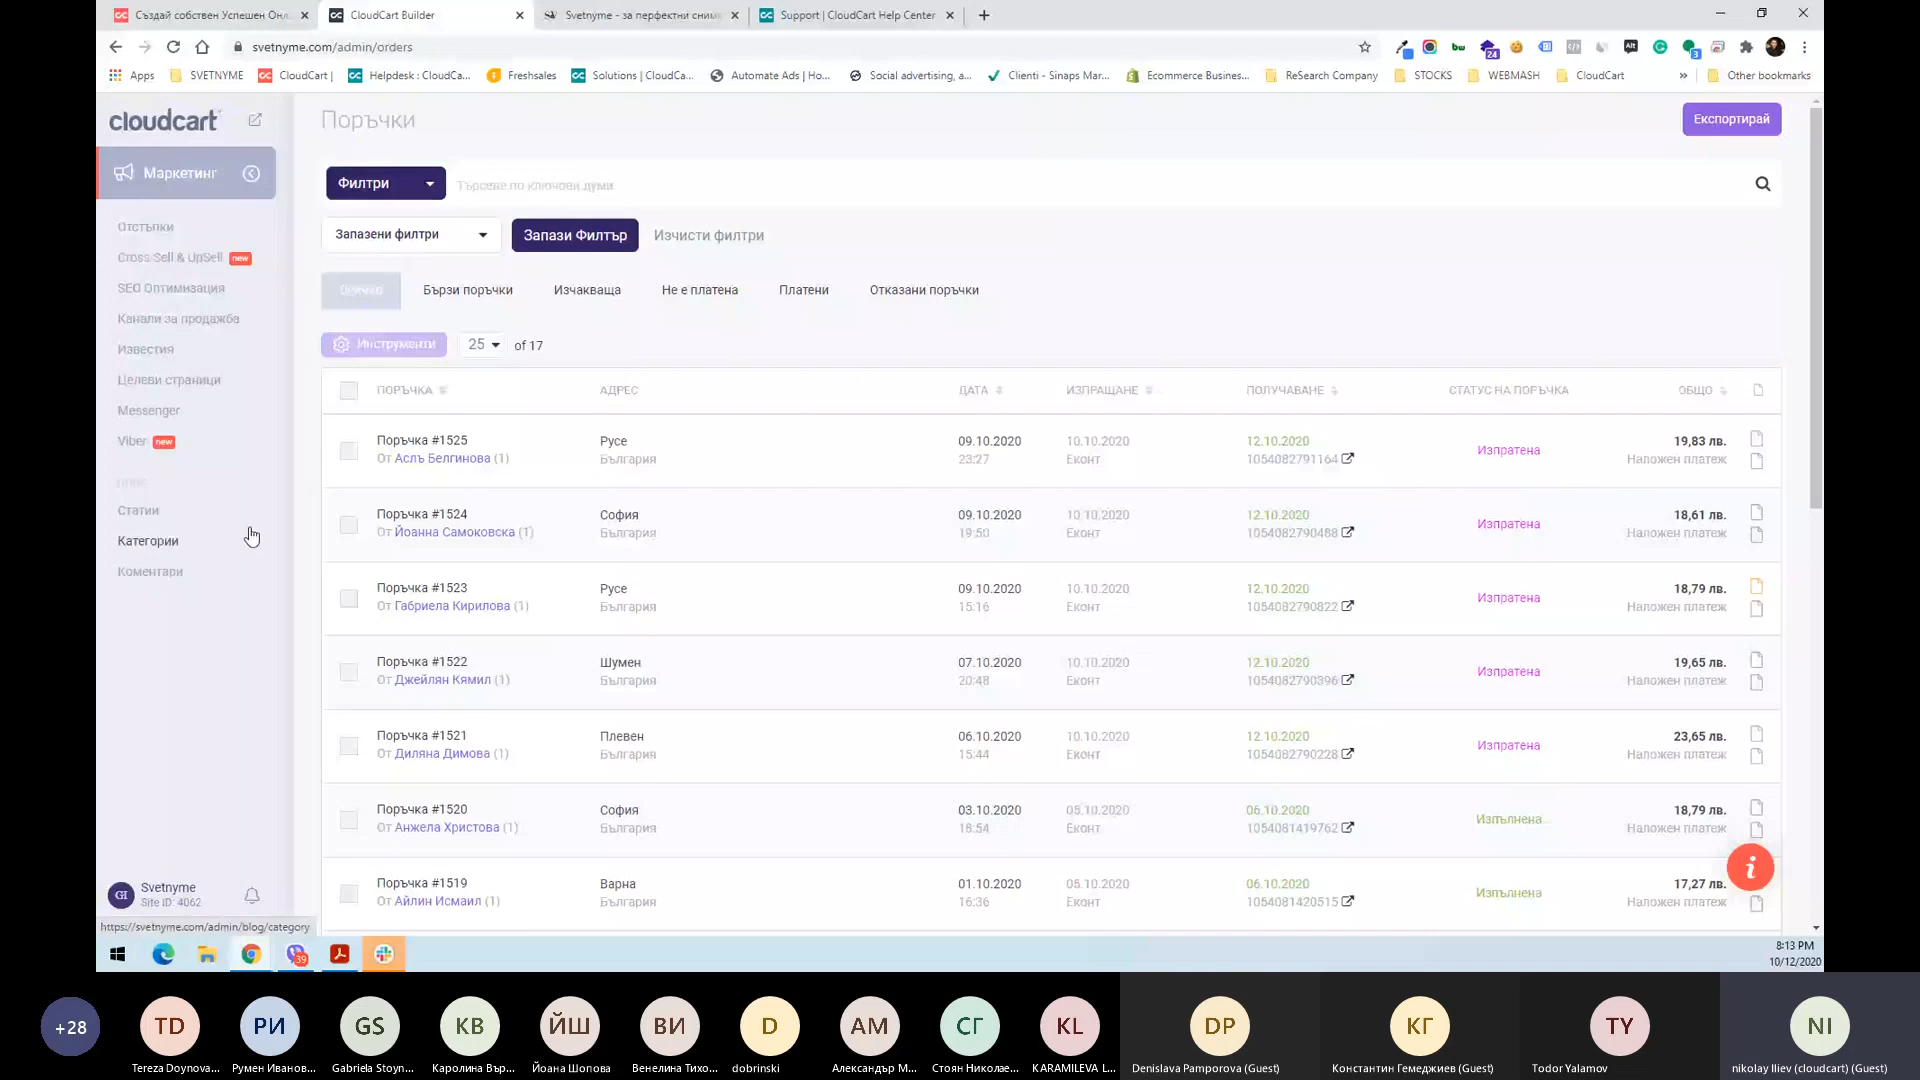 Създай собствен Успешен Онл
CloudCart Builder
Svetnyme - за перфектни сним
Support | CloudCart Help Center
svetnyme.com/admin/orders
Apps
SVETNYME
CloudCart |
Helpdesk : CloudCa...
Freshsales
Solutions | CloudCa...
Automate Ads | Ho...
Social advertising, a...
Clienti - Sinaps Mar...
Ecommerce Busines...
ReSearch Company
STOCKS
WEBMASH
CloudCart
»
Other bookmarks
cloudcart
Маркетинг
Отстъпки
Cross Sell & UpSell new
SEO Оптимизация
Канали за продажба
Известия
Целеви страници
Messenger
Viber new
Статии
Категории
Коментари
GI
Svetnyme
Site ID: 4062
https://svetnyme.com/admin/blog/category
Поръчки
Експортирай
Филтри
Търсене по ключови думи
Запазени филтри
Запази Филтър
Изчисти филтри
Всички
Бързи поръчки
Изчакваща
Не е платена
Платени
Отказани поръчки
Инструменти
25
of 17
ПОРЪЧКА
АДРЕС
ДАТА
ИЗПРАЩАНЕ
ПОЛУЧАВАНЕ
СТАТУС НА ПОРЪЧКА
ОБЩО
Поръчка #1525 Русе 09.10.2020 10.10.2020 12.10.2020 Изпратена 19,83 лв.
От Аслъ Белгинова (1) България 23:27 Еконт 1054082791164 Наложен платеж
Поръчка #1524 София 09.10.2020 10.10.2020 12.10.2020 Изпратена 18,61 лв.
От Йоанна Самоковска (1) България 19:50 Еконт 1054082790488 Наложен платеж
Поръчка #1523 Русе 09.10.2020 10.10.2020 12.10.2020 Изпратена 18,79 лв.
От Габриела Кирилова (1) България 15:16 Еконт 1054082790822 Наложен платеж
Поръчка #1522 Шумен 07.10.2020 10.10.2020 12.10.2020 Изпратена 19,65 лв.
От Джейлян Кямил (1) България 20:48 Еконт 1054082790396 Наложен платеж
Поръчка #1521 Плевен 06.10.2020 10.10.2020 12.10.2020 Изпратена 23,65 лв.
От Диляна Димова (1) България 15:44 Еконт 1054082790228 Наложен платеж
Поръчка #1520 София 03.10.2020 05.10.2020 06.10.2020 Изпълнена 18,79 лв.
От Анжела Христова (1) България 18:54 Еконт 1054081419762 Наложен платеж
Поръчка #1519 Варна 01.10.2020 05.10.2020 06.10.2020 Изпълнена 17,27 лв.
От Айлин Исмаил (1) България 16:36 Еконт 1054081420515 Наложен платеж
39
8:13 PM
10/12/2020
+28
TD
РИ
GS
КВ
ЙШ
ВИ
D
АМ
СГ
KL
DP
КГ
TY
NI
Tereza Doynova...
Румен Иванов...
Gabriela Stoyn...
Каролина Вър...
Йоана Шопова
Венелина Тихо...
dobrinski
Александър М...
Стоян Николае...
KARAMILEVA L...
Denislava Pamporova (Guest)
Константин Гемеджиев (Guest)
Todor Yalamov
nikolay Iliev (cloudcart) (Guest)